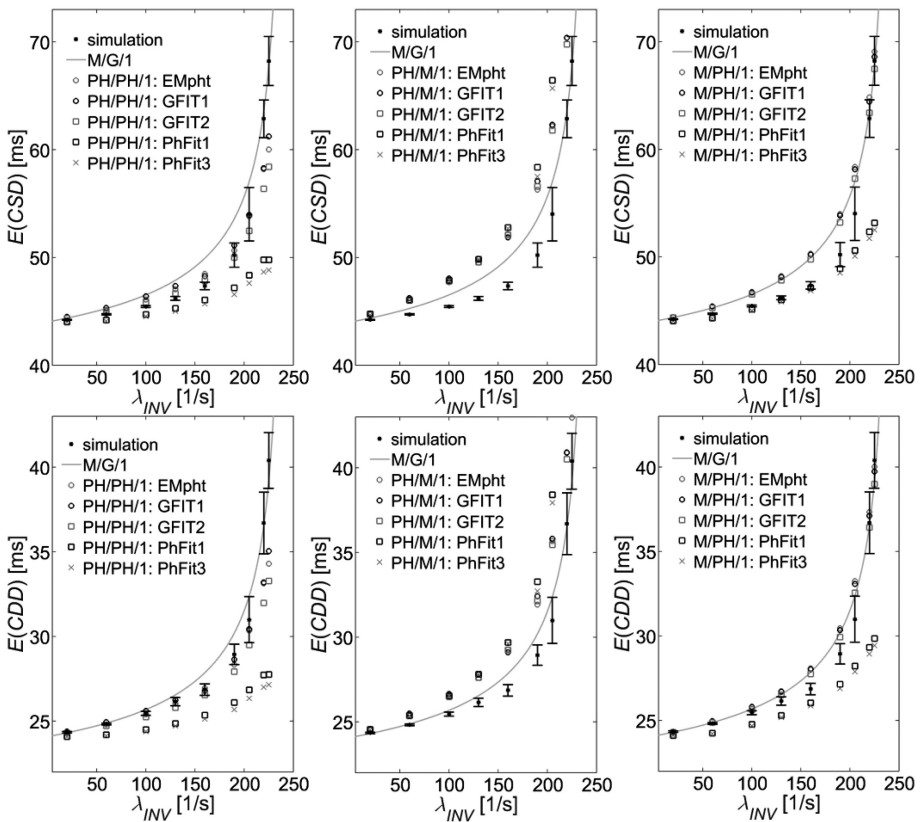 70
60
50
40
E(CSD) [ms]
simulation
M/G/1
PH/PH/1: EMpht
PH/PH/1: GFIT1
PH/PH/1: GFIT2
PH/PH/1: PhFit1
PH/PH/1: PhFit3
50 100 150 200 250
λINV [1/s]
70
60
50
40
E(CSD) [ms]
simulation
M/G/1
PH/M/1: EMpht
PH/M/1: GFIT1
PH/M/1: GFIT2
PH/M/1: PhFit1
PH/M/1: PhFit3
50 100 150 200 250
λINV [1/s]
70
60
50
40
E(CSD) [ms]
simulation
M/G/1
M/PH/1: EMpht
M/PH/1: GFIT1
M/PH/1: GFIT2
M/PH/1: PhFit1
M/PH/1: PhFit3
50 100 150 200 250
λINV [1/s]
40
35
30
25
E(CDD) [ms]
simulation
M/G/1
PH/PH/1: EMpht
PH/PH/1: GFIT1
PH/PH/1: GFIT2
PH/PH/1: PhFit1
PH/PH/1: PhFit3
50 100 150 200 250
λINV [1/s]
40
35
30
25
E(CDD) [ms]
simulation
M/G/1
PH/M/1: EMpht
PH/M/1: GFIT1
PH/M/1: GFIT2
PH/M/1: PhFit1
PH/M/1: PhFit3
50 100 150 200 250
λINV [1/s]
40
35
30
25
E(CDD) [ms]
simulation
M/G/1
M/PH/1: EMpht
M/PH/1: GFIT1
M/PH/1: GFIT2
M/PH/1: PhFit1
M/PH/1: PhFit3
50 100 150 200 250
λINV [1/s]